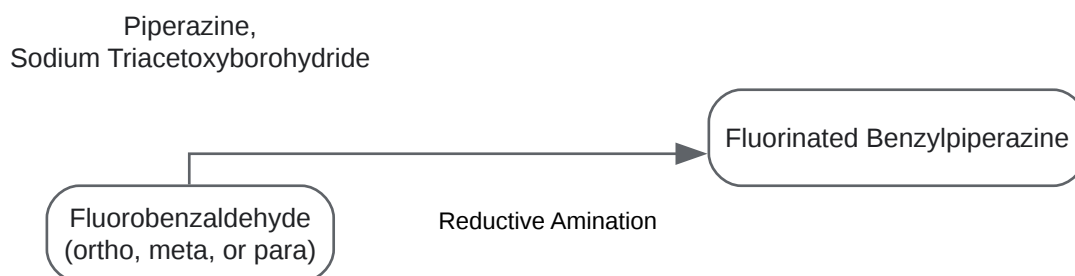 Piperazine,
Sodium Triacetoxyborohydride
Fluorinated Benzylpiperazine
Fluorobenzaldehyde
(ortho, meta, or para)
Reductive Amination